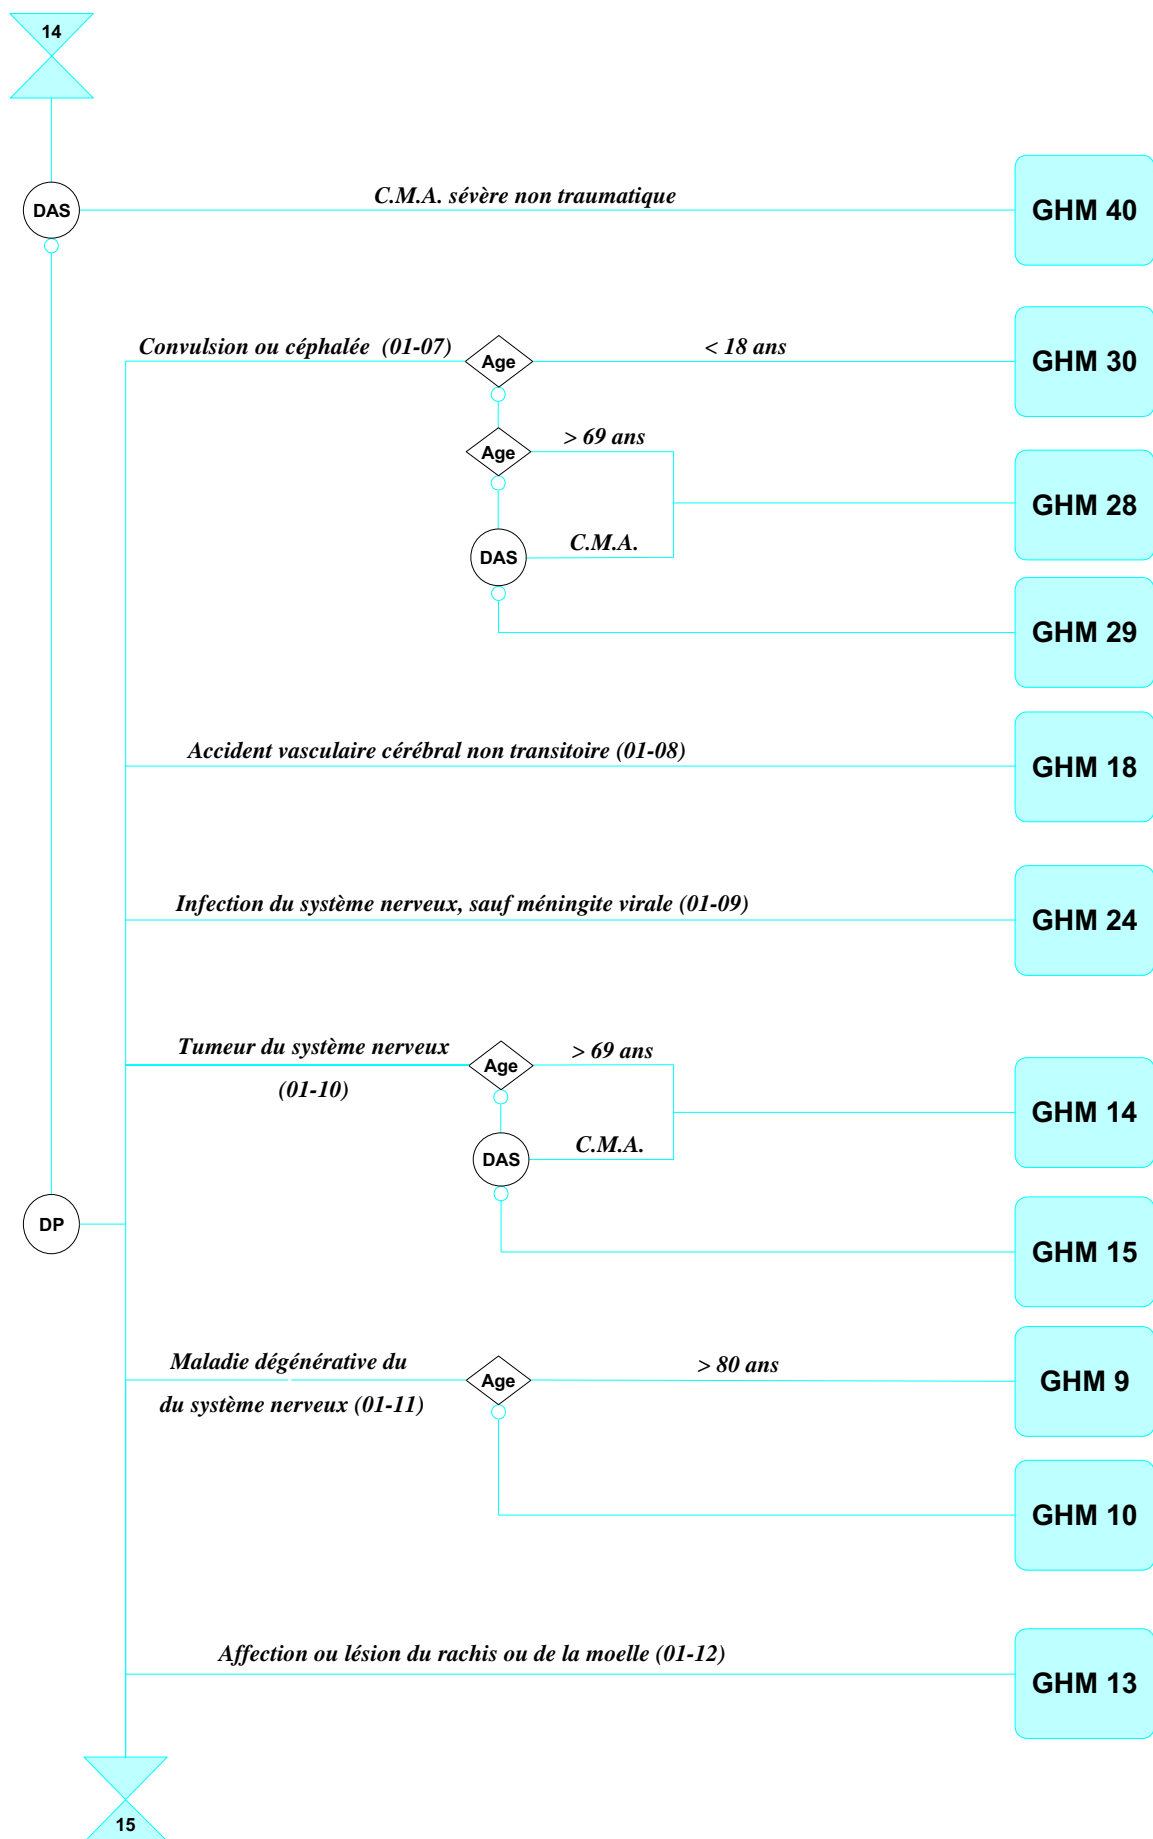 14
DAS
C.M.A. sévère non traumatique
GHM 40
Convulsion ou céphalée (01-07)
Age
< 18 ans
GHM 30
Age
> 69 ans
GHM 28
DAS
C.M.A.
GHM 29
Accident vasculaire cérébral non transitoire (01-08)
GHM 18
Infection du système nerveux, sauf méningite virale (01-09)
GHM 24
Tumeur du système nerveux
(01-10)
Age
> 69 ans
GHM 14
DAS
C.M.A.
DP
GHM 15
Maladie dégénérative du
du système nerveux (01-11)
Age
> 80 ans
GHM 9
GHM 10
Affection ou lésion du rachis ou de la moelle (01-12)
GHM 13
15